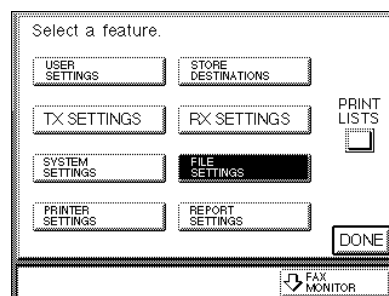 Select a feature.
USER
SETTINGS
STORE
DESTINATIONS
TX SETTINGS
RX SETTINGS
PRINT
LISTS
SYSTEM
SETTINGS
FILE
SETTINGS
PRINTER
SETTINGS
REPORT
SETTINGS
DONE
FAX
MONITOR